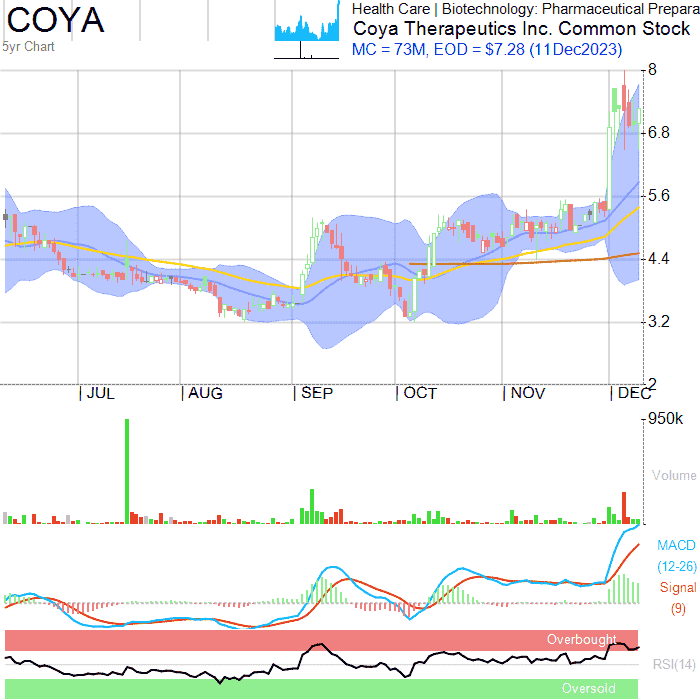 COYA
5yr Chart
Health Care | Biotechnology: Pharmaceutical Prepara
Coya Therapeutics Inc. Common Stock
MC = 73M, EOD = $7.28 (11Dec2023)
8
6.8
5.6
4.4
3.2
2
JUL AUG SEP OCT NOV DEC
950k
Volume
MACD
(12-26)
Signal
(9)
Overbought
RSI(14)
Oversold